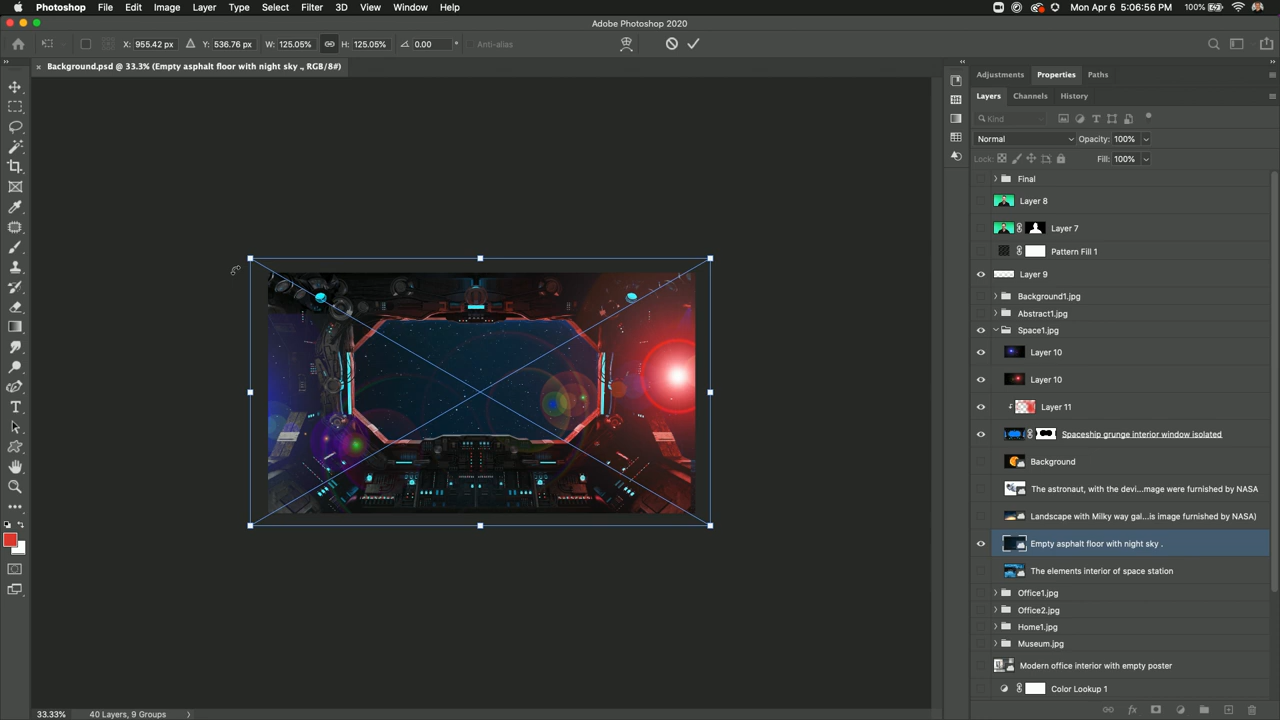 Photoshop File Edit Image Layer Type Select Filter 3D View Window Help 100% Mon Apr 6 5:06:56 PM
Adobe Photoshop 2020
X: 955.42 px Y: 536.76 px W: 125.05% H: 125.05% 0.00 ° Anti-alias
× Background.psd @ 33.3% (Empty asphalt floor with night sky ., RGB/8#)
Adjustments Properties Paths
Layers Channels History
Kind
Normal Opacity: 100%
Lock: Fill: 100%
Final
Layer 8
Layer 7
Pattern Fill 1
Layer 9
Background1.jpg
Abstract1.jpg
Space1.jpg
Layer 10
Layer 10
Layer 11
Spaceship grunge interior window isolated
Background
The astronaut, with the devi...mage were furnished by NASA
Landscape with Milky way gal...is image furnished by NASA)
Empty asphalt floor with night sky .
The elements interior of space station
Office1.jpg
Office2.jpg
Home1.jpg
Museum.jpg
Modern office interior with empty poster
Color Lookup 1
33.33% 40 Layers, 9 Groups